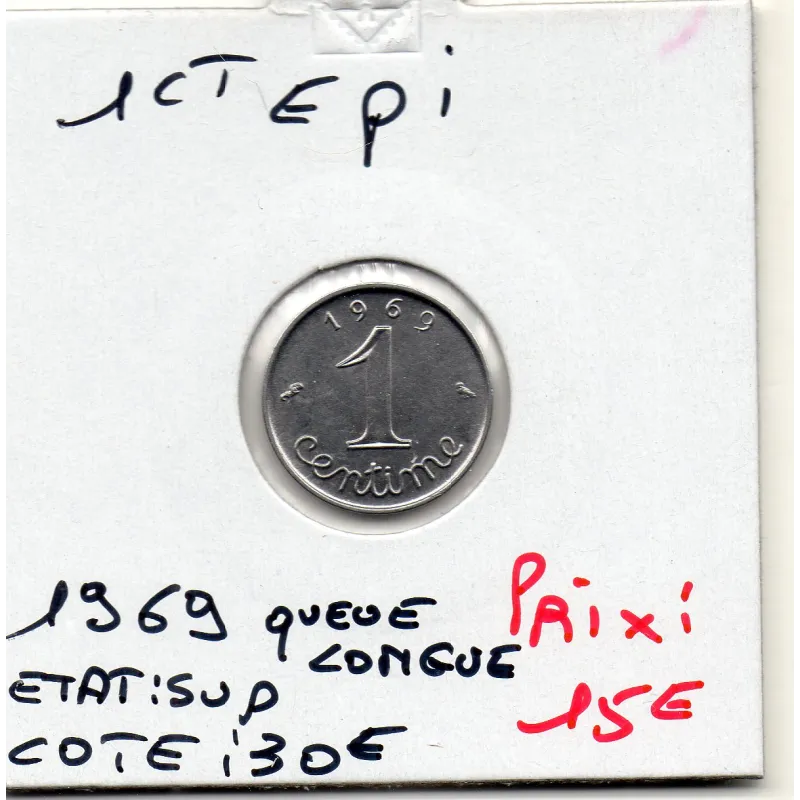 1CT Epi
1969
1
centime
1969 QUEUE LONGUE
ETAT:SUP
COTE:30€
PRIX:
15€